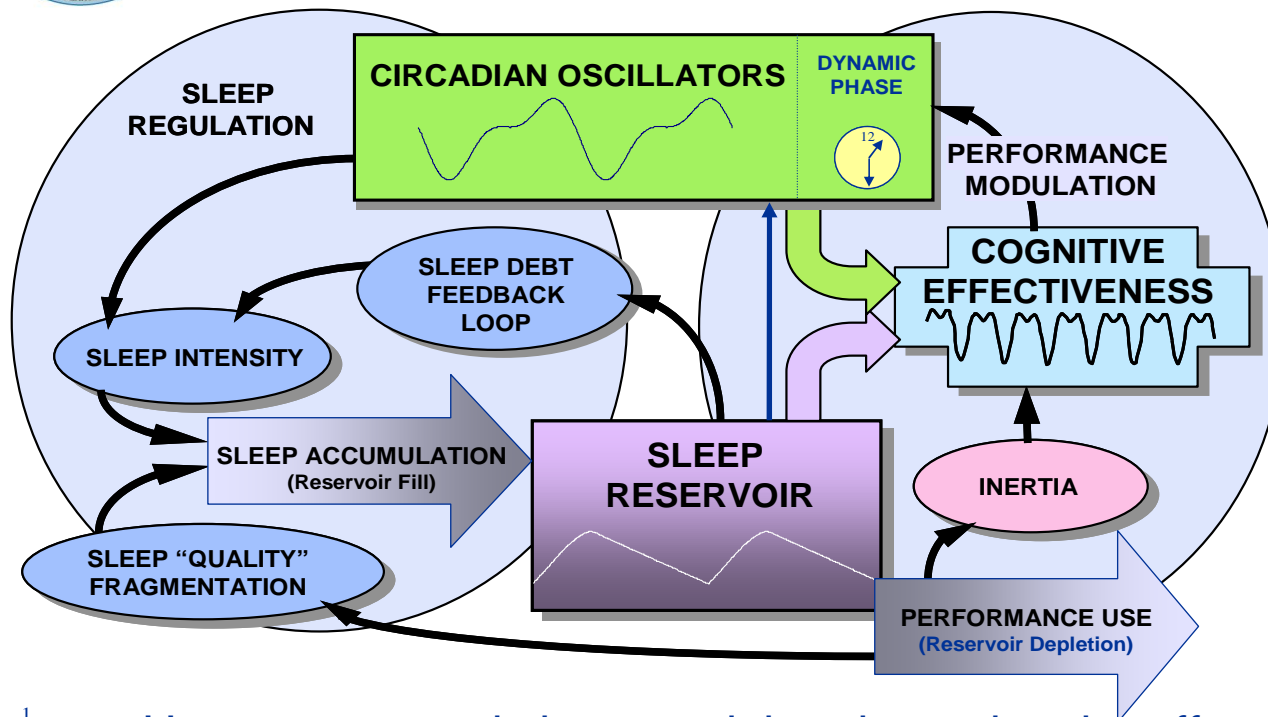 SLEEP
REGULATION
CIRCADIAN OSCILLATORS
DYNAMIC
PHASE
12
PERFORMANCE
MODULATION
COGNITIVE
EFFECTIVENESS
SLEEP DEBT
FEEDBACK
LOOP
SLEEP INTENSITY
SLEEP ACCUMULATION
(Reservoir Fill)
SLEEP
RESERVOIR
INERTIA
SLEEP “QUALITY”
FRAGMENTATION
PERFORMANCE USE
(Reservoir Depletion)
1